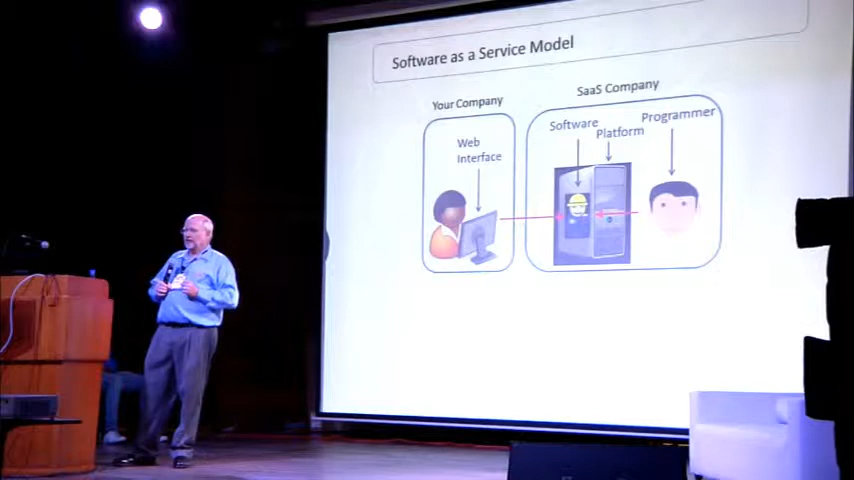 Software as a Service Model
Your Company
SaaS Company
Web
Interface
Software
Platform
Programmer